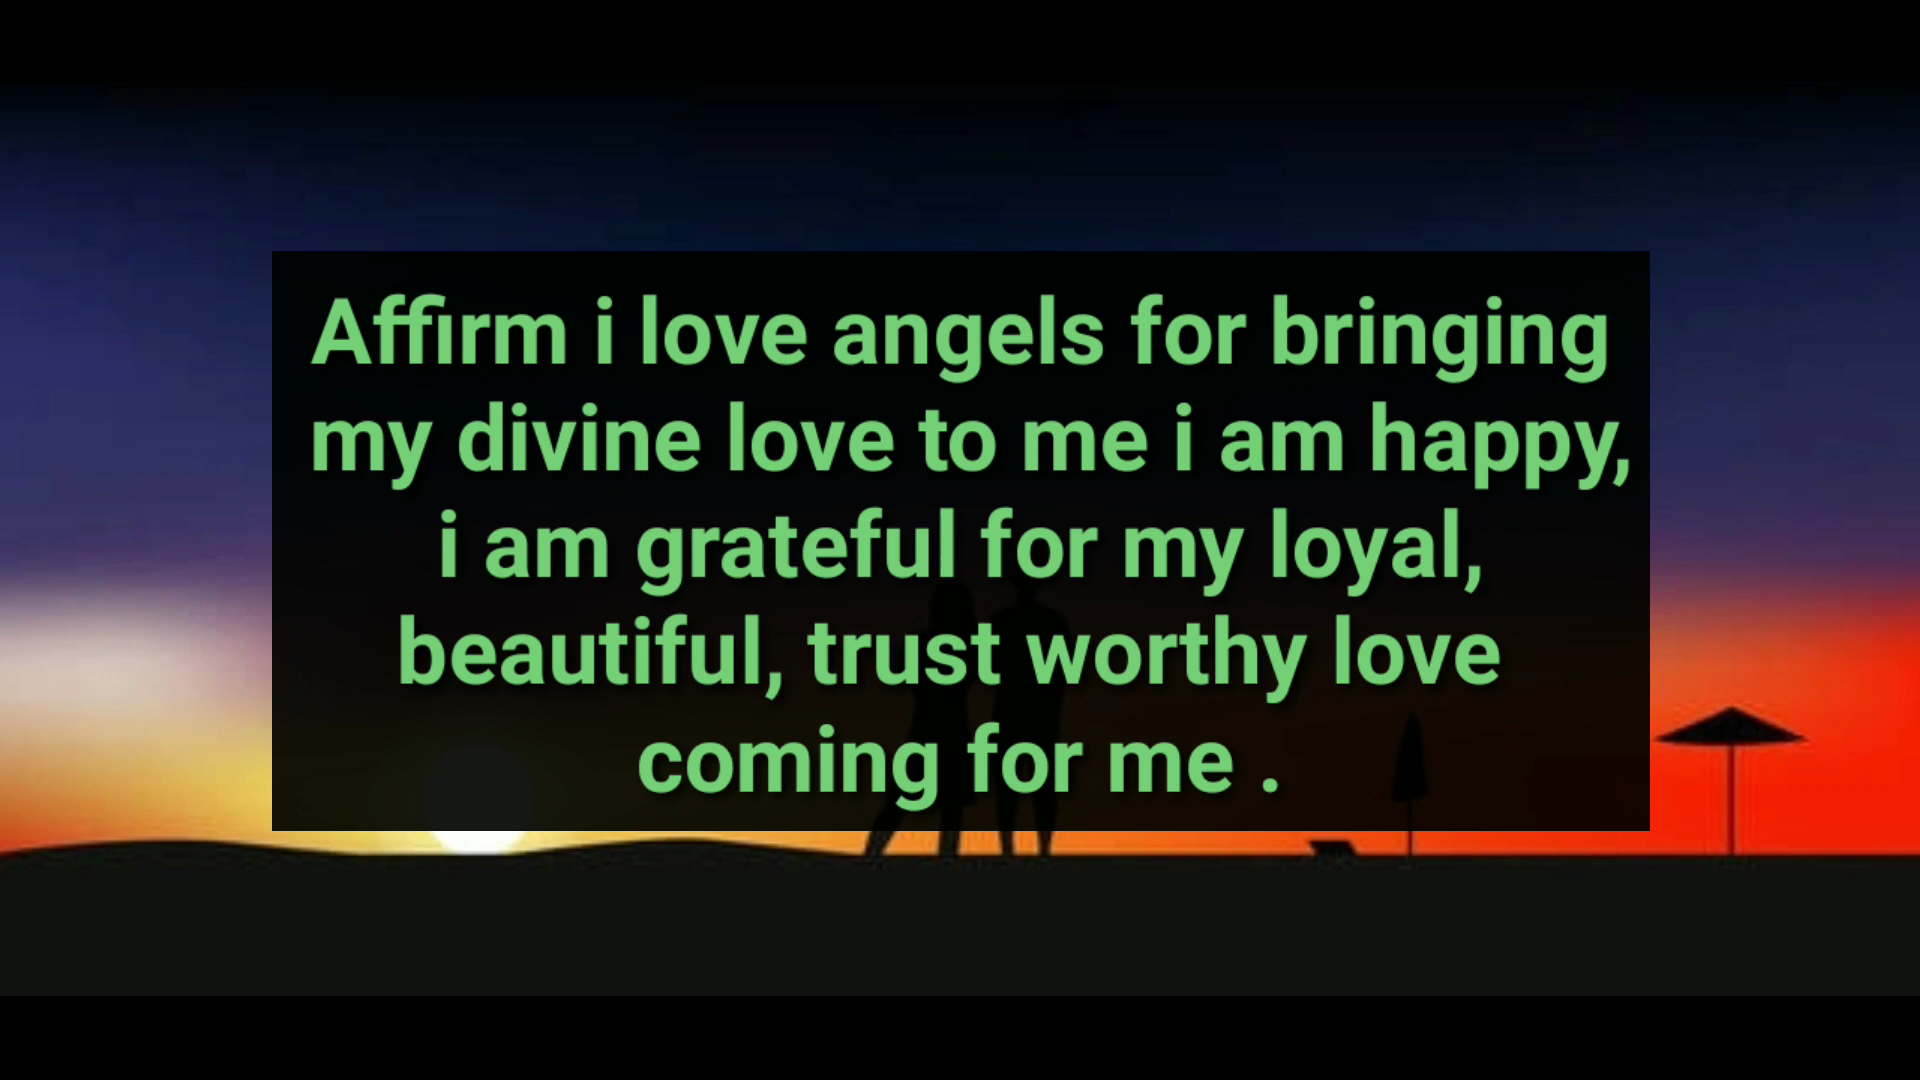 Affirm i love angels for bringing
my divine love to me i am happy,
i am grateful for my loyal,
beautiful, trust worthy love
coming for me .